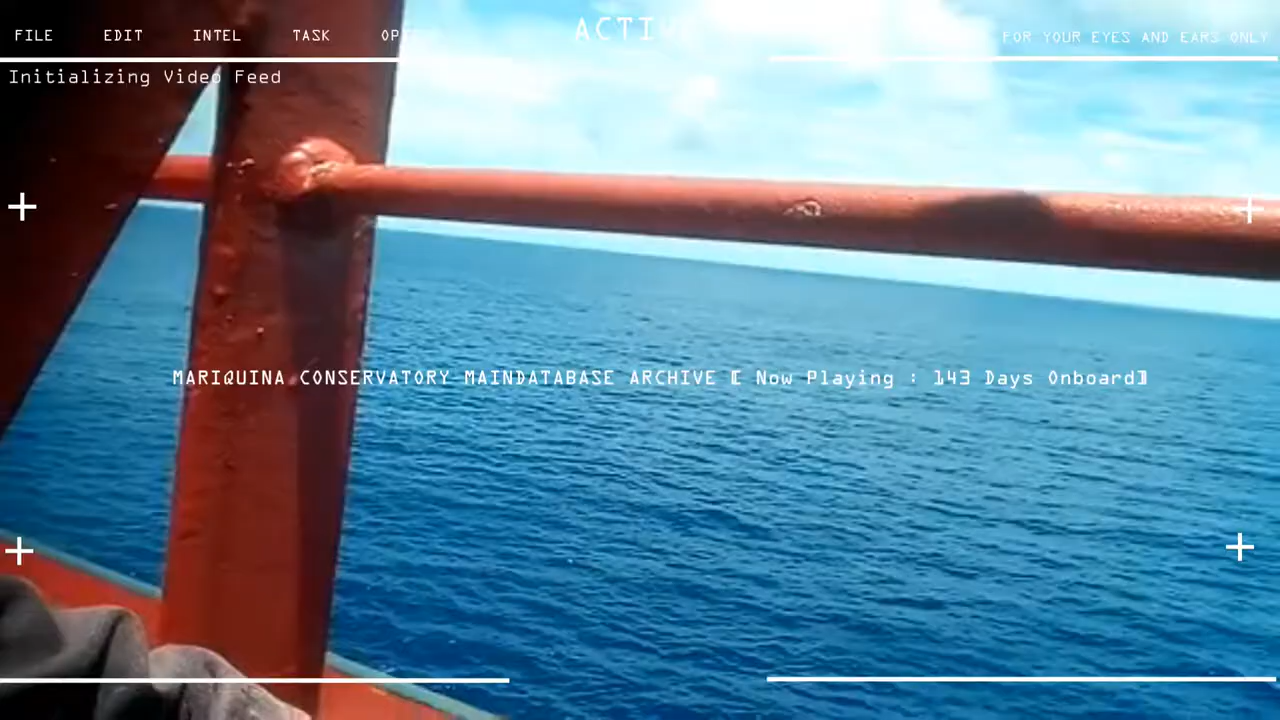 FILE EDIT INTEL TASK
ACTIVE
FOR YOUR EYES AND EARS ONLY
Initializing Video Feed
MARIQUINA CONSERVATORY MAINDATABASE ARCHIVE [ Now Playing : 143 Days Onboard]